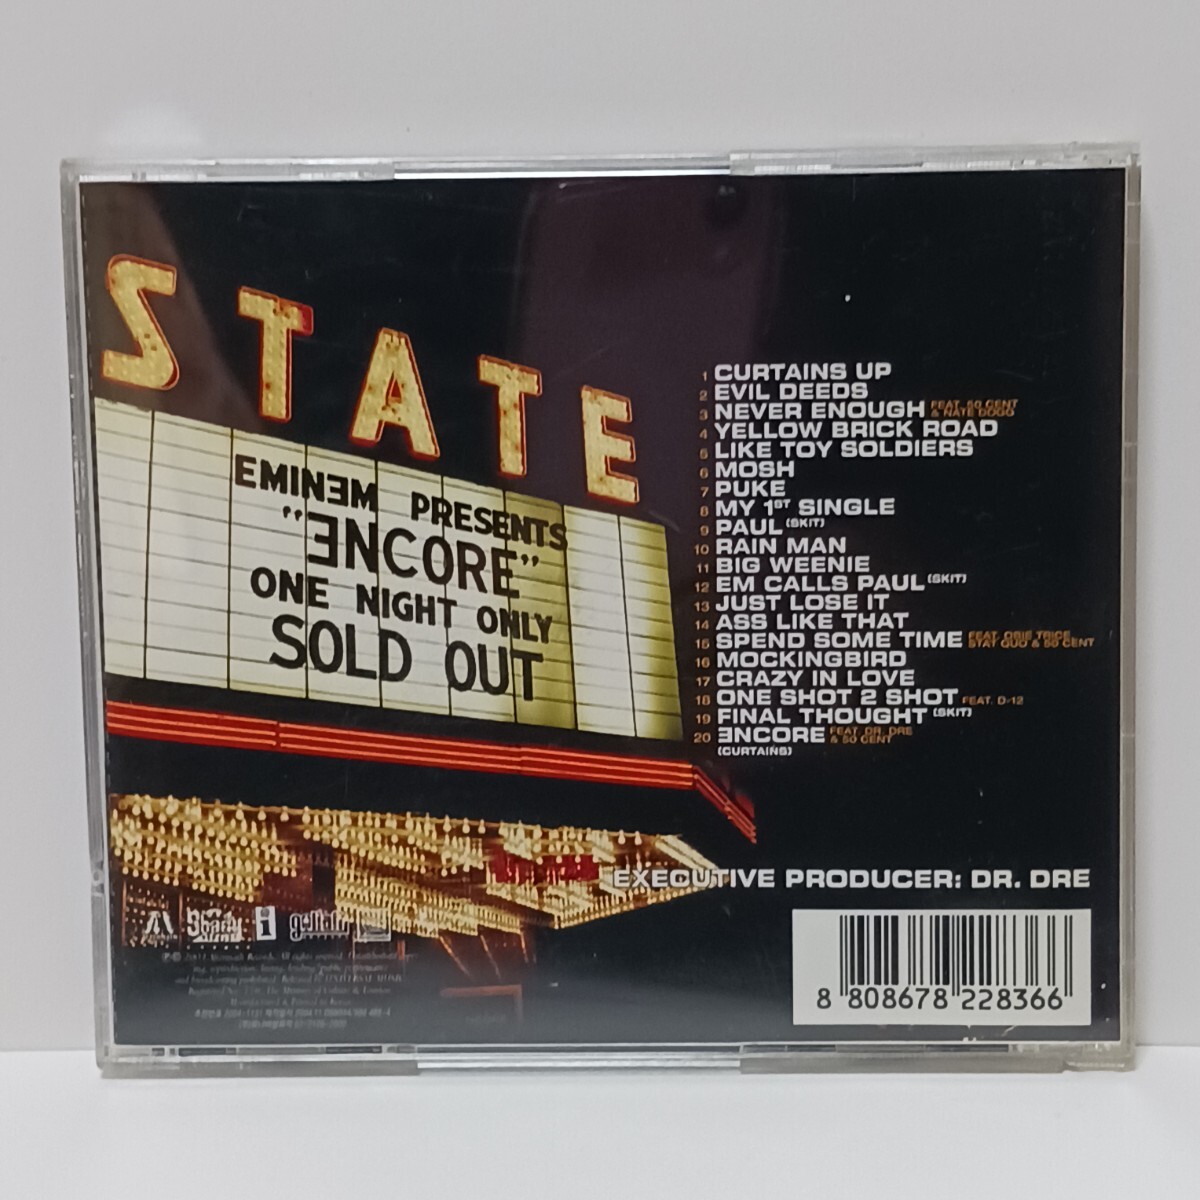 STATE
EMINƎM PRESENTS
"ƎNCORE"
ONE NIGHT ONLY
SOLD OUT
1 CURTAINS UP
2 EVIL DEEDS
3 NEVER ENOUGH FEAT. 50 CENT & NATE DOGG
4 YELLOW BRICK ROAD
5 LIKE TOY SOLDIERS
6 MOSH
7 PUKE
8 MY 1ST SINGLE
9 PAUL (SKIT)
10 RAIN MAN
11 BIG WEENIE
12 EM CALLS PAUL (SKIT)
13 JUST LOSE IT
14 ASS LIKE THAT
15 SPEND SOME TIME FEAT. OBIE TRICE STAT QUO & 50 CENT
16 MOCKINGBIRD
17 CRAZY IN LOVE
18 ONE SHOT 2 SHOT FEAT. D-12
19 FINAL THOUGHT (SKIT)
20 ƎNCORE FEAT. DR. DRE & 50 CENT
(CURTAINS)
EXECUTIVE PRODUCER: DR. DRE
8 808678 228366